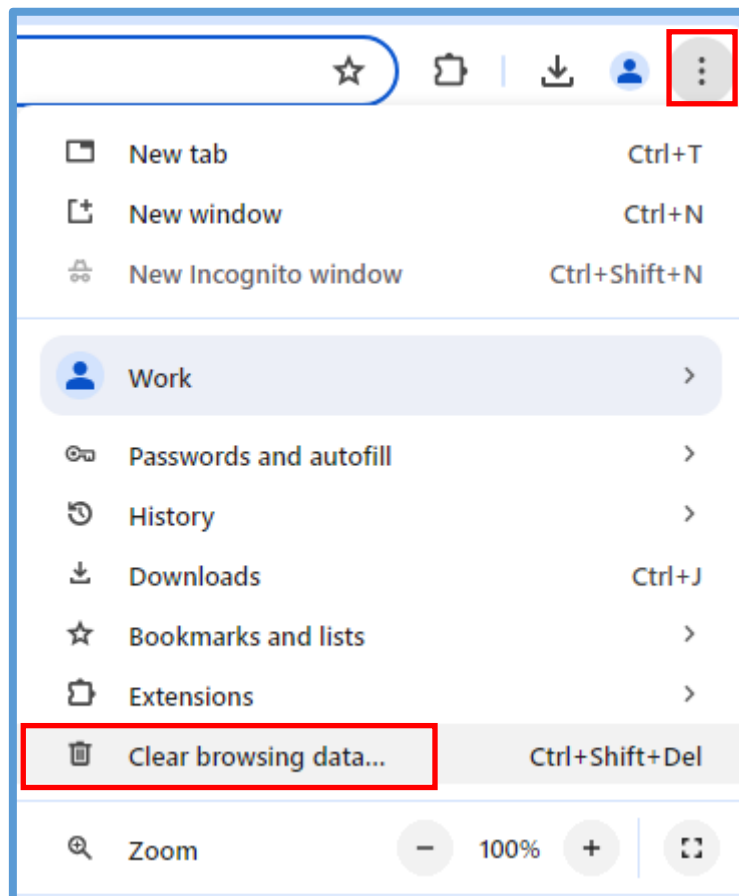 New tab Ctrl+T
New window Ctrl+N
New Incognito window Ctrl+Shift+N
Work
Passwords and autofill
History
Downloads Ctrl+J
Bookmarks and lists
Extensions
Clear browsing data... Ctrl+Shift+Del
Zoom − 100% +